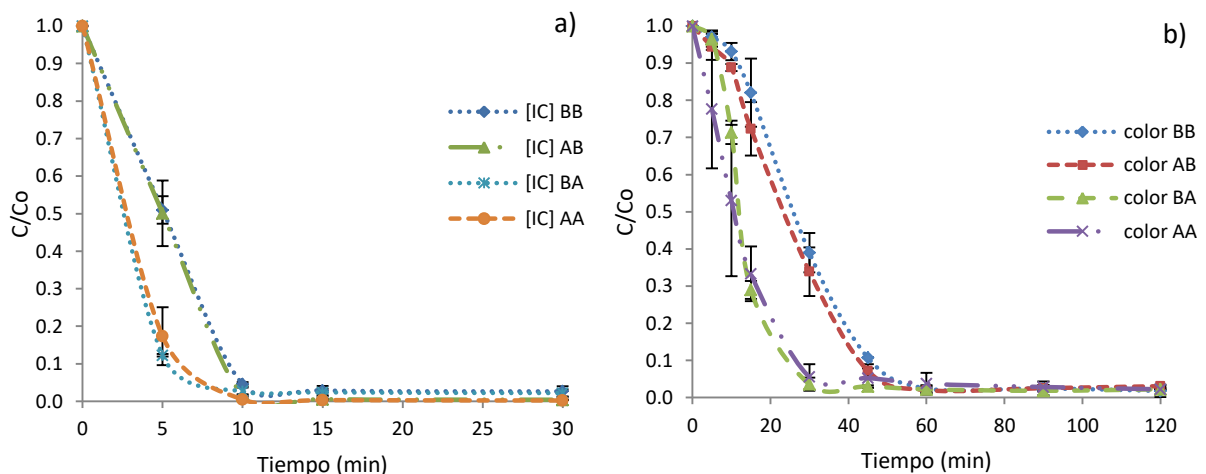 a)
1.0
0.9
0.8
0.7
0.6
0.5
0.4
0.3
0.2
0.1
0.0
C/Co
[IC] BB
[IC] AB
[IC] BA
[IC] AA
0 5 10 15 20 25 30
Tiempo (min)
b)
1.0
0.9
0.8
0.7
0.6
0.5
0.4
0.3
0.2
0.1
0.0
C/Co
color BB
color AB
color BA
color AA
0 20 40 60 80 100 120
Tiempo (min)